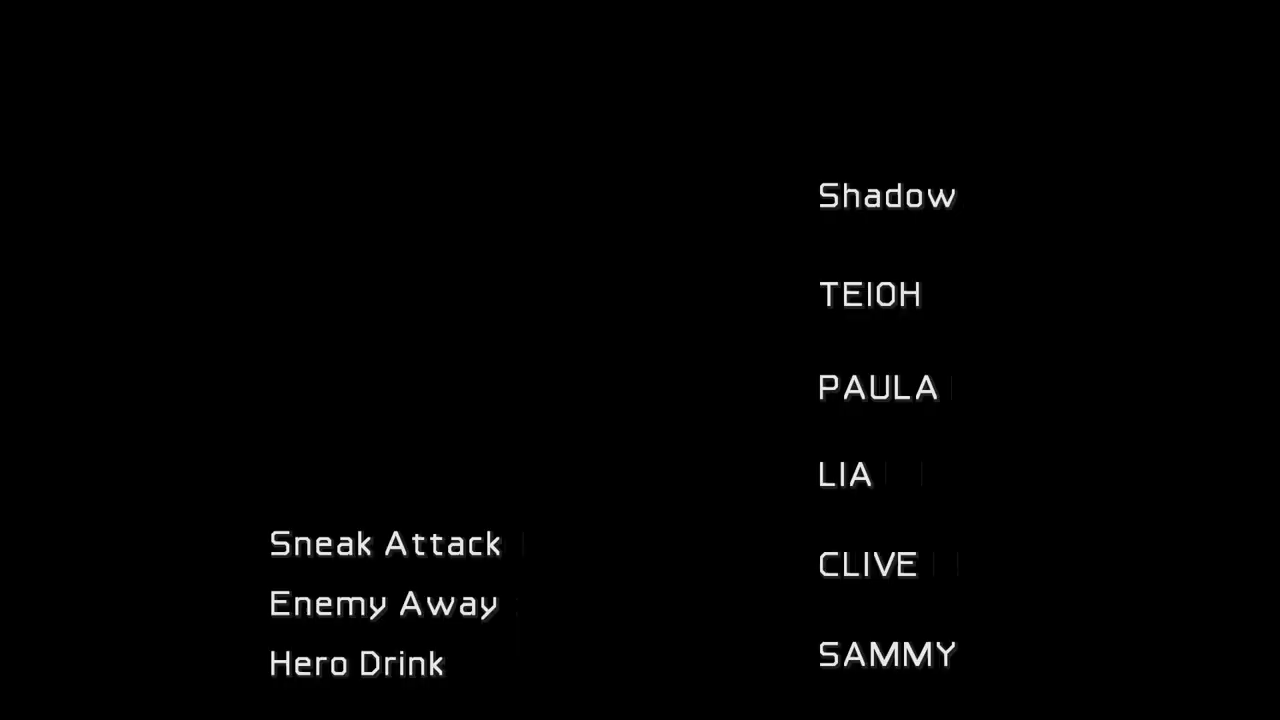 Shadow
TEIOH
PAULA
LIA
CLIVE
SAMMY
Sneak Attack
Enemy Away
Hero Drink